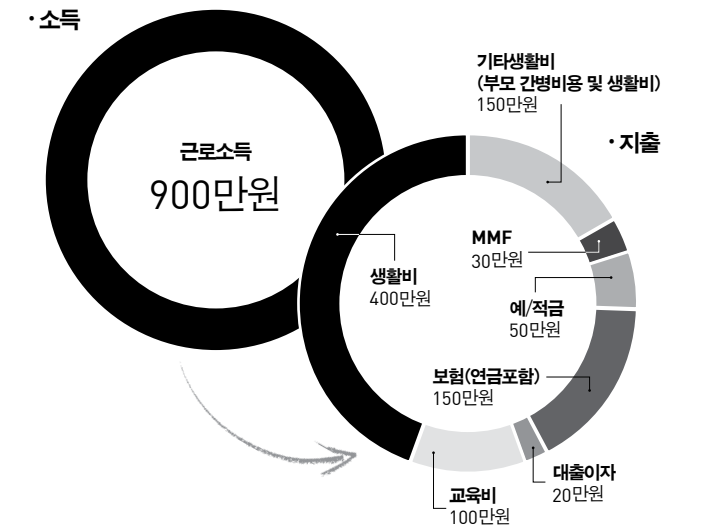 · 소득
근로소득
900만원
기타생활비
(부모 간병비용 및 생활비)
150만원
· 지출
MMF
30만원
생활비
400만원
예/적금
50만원
보험(연금포함)
150만원
대출이자
20만원
교육비
100만원